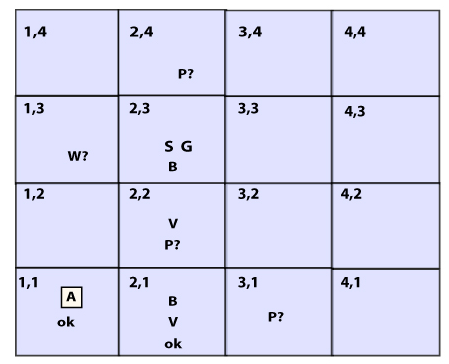 1,4
2,4
P?
3,4
4,4
1,3
W?
2,3
S G
B
3,3
4,3
1,2
2,2
V
P?
3,2
4,2
1,1
A
ok
2,1
B
V
ok
3,1
P?
4,1